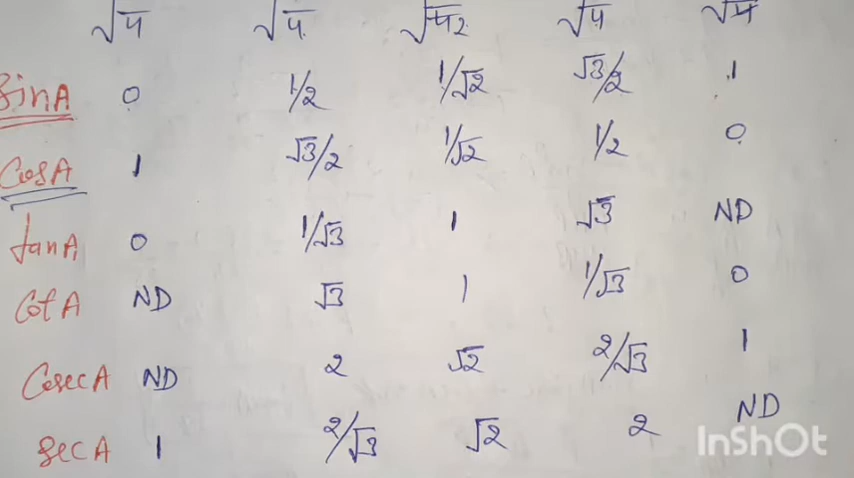 √4 √4 √4 2 √4 √4
SinA 0 1/2 1/√2 √3/2 1
CosA 1 √3/2 1/√2 1/2 0
tanA 0 1/√3 1 √3 ND
Cot A ND √3 1 1/√3 0
CosecA ND 2 √2 2/√3 1
secA 1 2/√3 √2 2 ND
InShOt